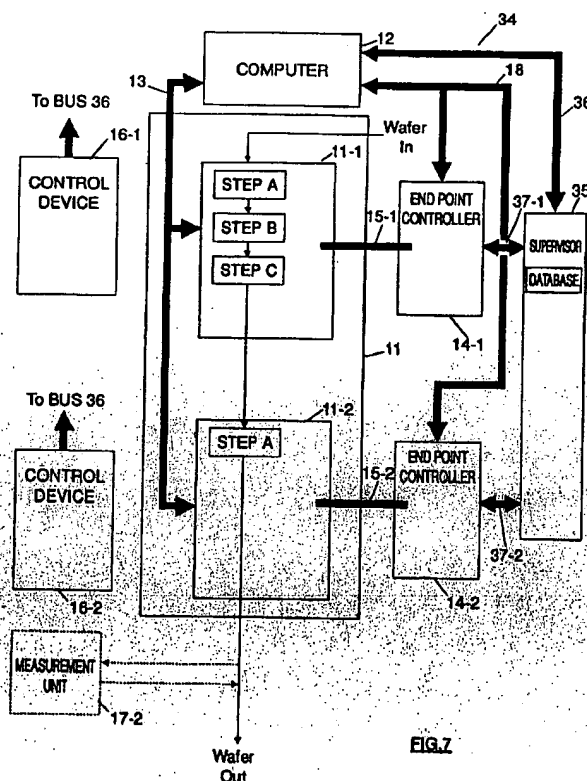 34
12
COMPUTER
13
18
To BUS 36
36
16-1
CONTROL
DEVICE
Wafer
In
11-1
STEP A
STEP B
STEP C
15-1
END POINT
CONTROLLER
37-1
35
SUPERVISOR
DATABASE
14-1
11
To BUS 36
11-2
STEP A
CONTROL
DEVICE
15-2
END POINT
CONTROLLER
37-2
16-2
14-2
MEASUREMENT
UNIT
17-2
Wafer
Out
FIG.7